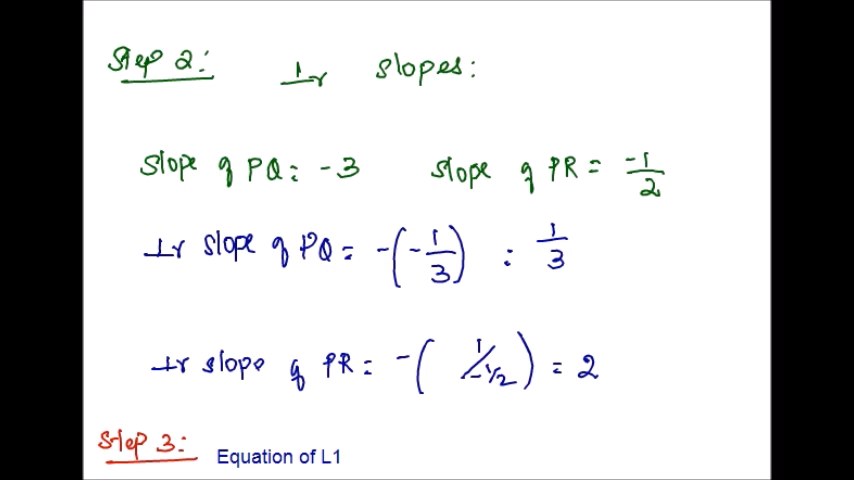 Step 2: ⊥r slopes:
Slope of PQ = -3 Slope of PR = -1/2
⊥r slope of PQ = -(-1/3) = 1/3
⊥r slope of PR = -(1/-1/2) = 2
Step 3: Equation of L1